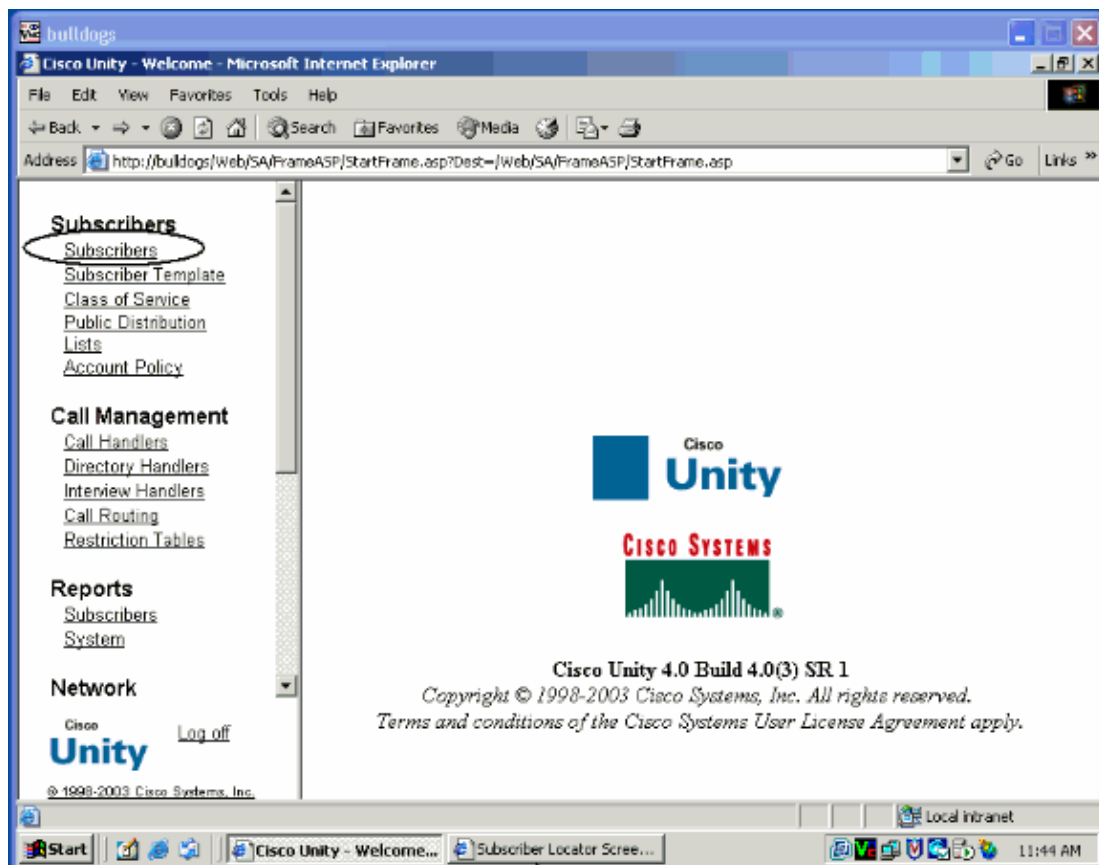 bulldogs
Cisco Unity - Welcome - Microsoft Internet Explorer
File Edit View Favorites Tools Help
Back Search Favorites Media
Address http://bulldogs/Web/SA/FrameASP/StartFrame.asp?Dest=/Web/SA/FrameASP/StartFrame.asp Go Links »
Subscribers
Subscribers
Subscriber Template
Class of Service
Public Distribution
Lists
Account Policy
Call Management
Call Handlers
Directory Handlers
Interview Handlers
Call Routing
Restriction Tables
Reports
Subscribers
System
Network
Cisco
Unity
Log off
© 1998-2003 Cisco Systems, Inc.
Cisco
Unity
CISCO SYSTEMS
®
Cisco Unity 4.0 Build 4.0(3) SR 1
Copyright © 1998-2003 Cisco Systems, Inc. All rights reserved.
Terms and conditions of the Cisco Systems User License Agreement apply.
Local intranet
Start Cisco Unity - Welcome... Subscriber Locator Scree... 11:44 AM